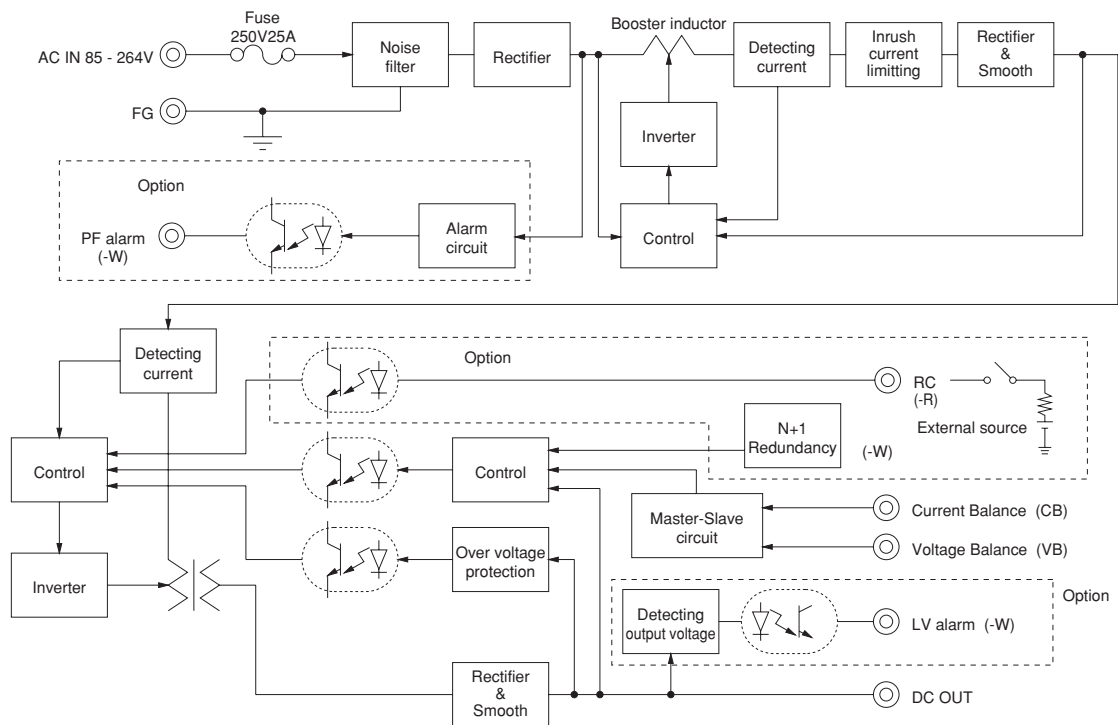 Fuse
250V25A
Booster inductor
AC IN 85 - 264V
Noise
filter
Rectifier
Detecting
current
Inrush
current
limiting
Rectifier
&
Smooth
FG
Inverter
Option
PF alarm
(-W)
Alarm
circuit
Control
Detecting
current
Option
RC
(-R)
External source
N+1
Redundancy
(-W)
Control
Control
Master-Slave
circuit
Current Balance (CB)
Voltage Balance (VB)
Inverter
Over voltage
protection
Option
Detecting
output voltage
LV alarm (-W)
Rectifier
&
Smooth
DC OUT